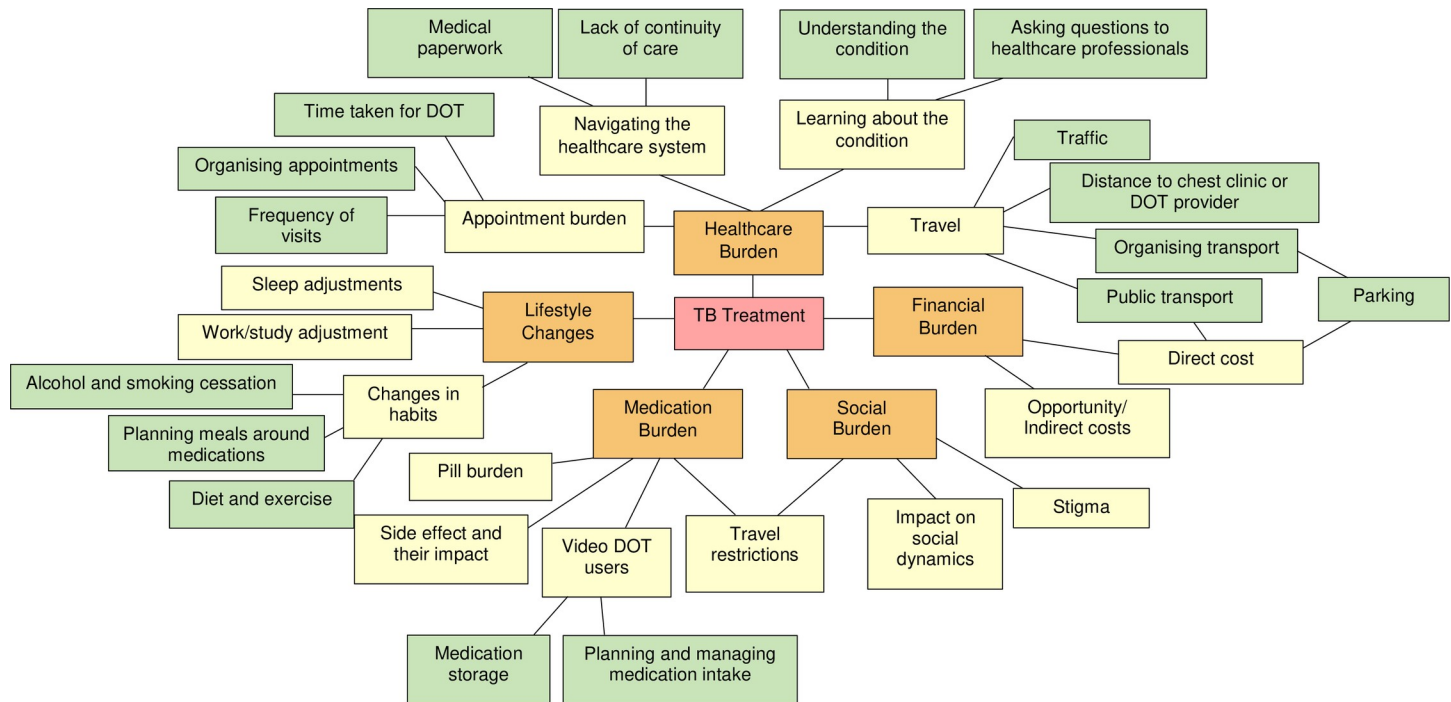 Medical
paperwork
Lack of continuity
of care
Understanding the
condition
Asking questions to
healthcare professionals
Time taken for DOT
Navigating the
healthcare system
Learning about the
condition
Traffic
Organising appointments
Distance to chest clinic or
DOT provider
Frequency of
visits
Appointment burden
Healthcare
Burden
Travel
Organising transport
Sleep adjustments
Lifestyle
Changes
TB Treatment
Financial
Burden
Public transport
Parking
Work/study adjustment
Direct cost
Alcohol and smoking cessation
Changes in
habits
Medication
Burden
Social
Burden
Opportunity/
Indirect costs
Planning meals around
medications
Pill burden
Diet and exercise
Stigma
Side effect and
their impact
Video DOT
users
Travel
restrictions
Impact on
social
dynamics
Medication
storage
Planning and managing
medication intake